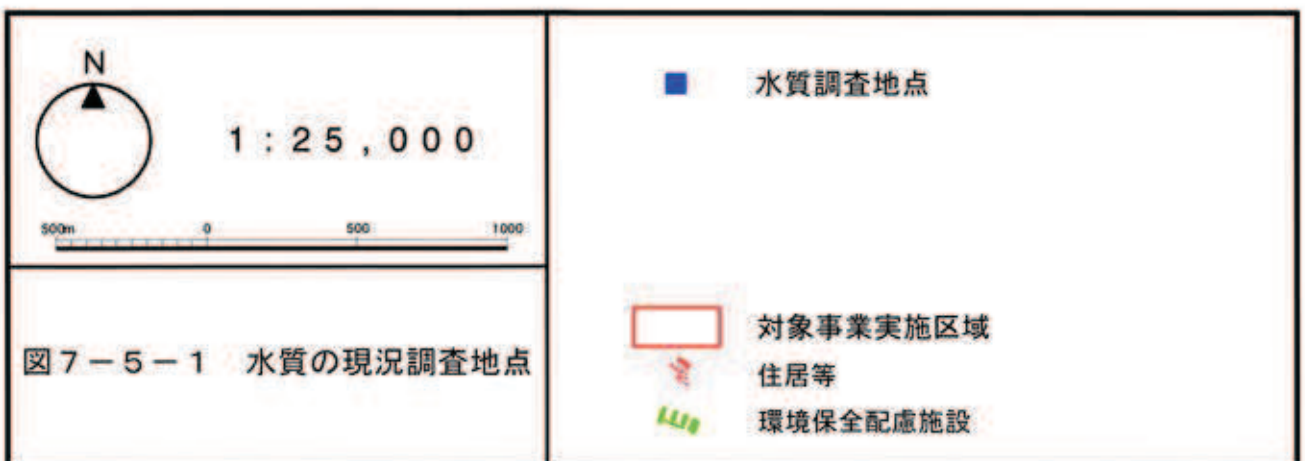 N
１：２５，０００
500m 0 500 1000
図７－５－１　水質の現況調査地点
水質調査地点
対象事業実施区域
住居等
環境保全配慮施設